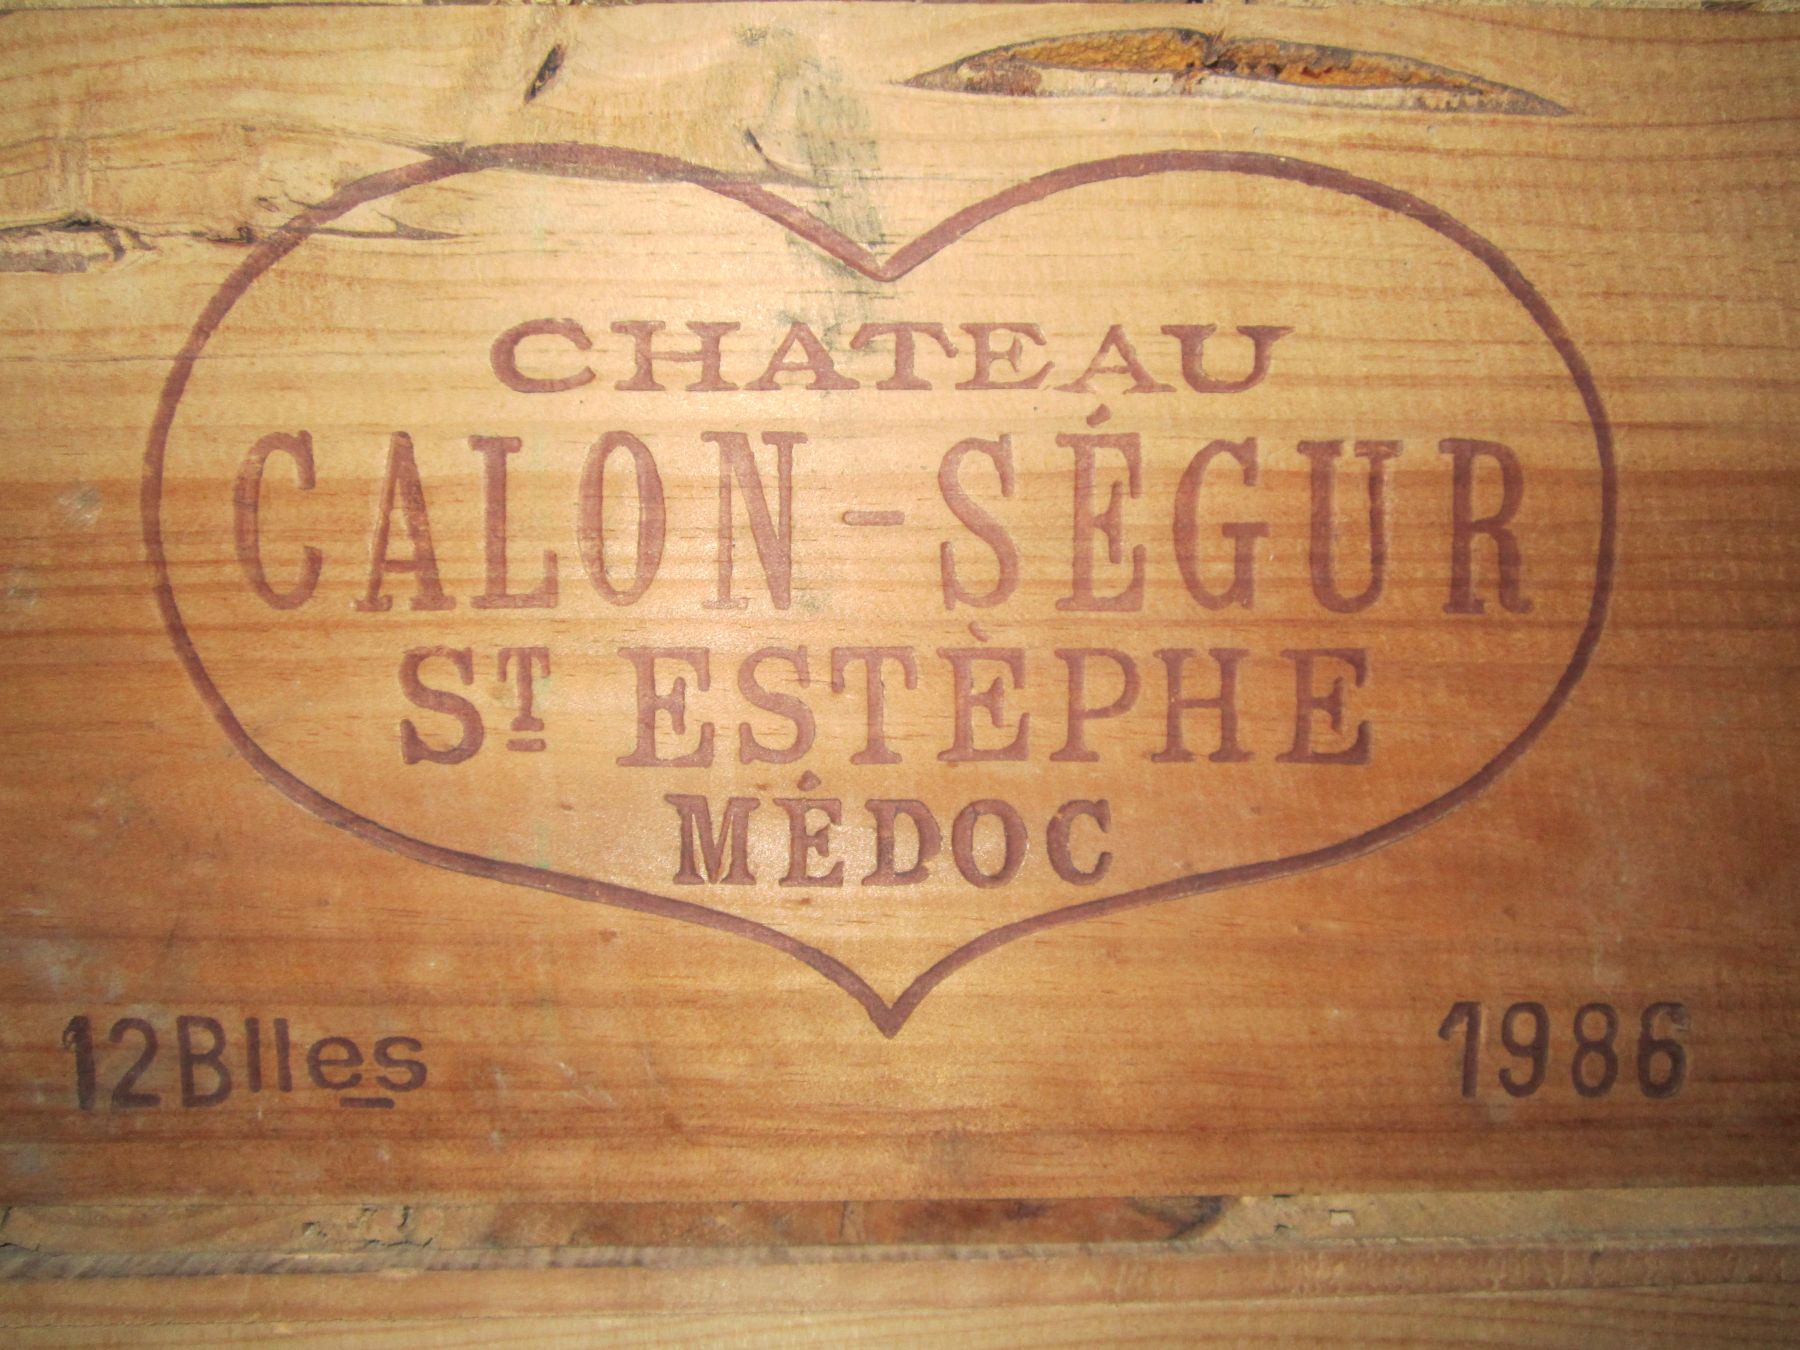 CHATEAU
CALON-SÉGUR
ST ESTÈPHE
MÉDOC
12Blles 1986